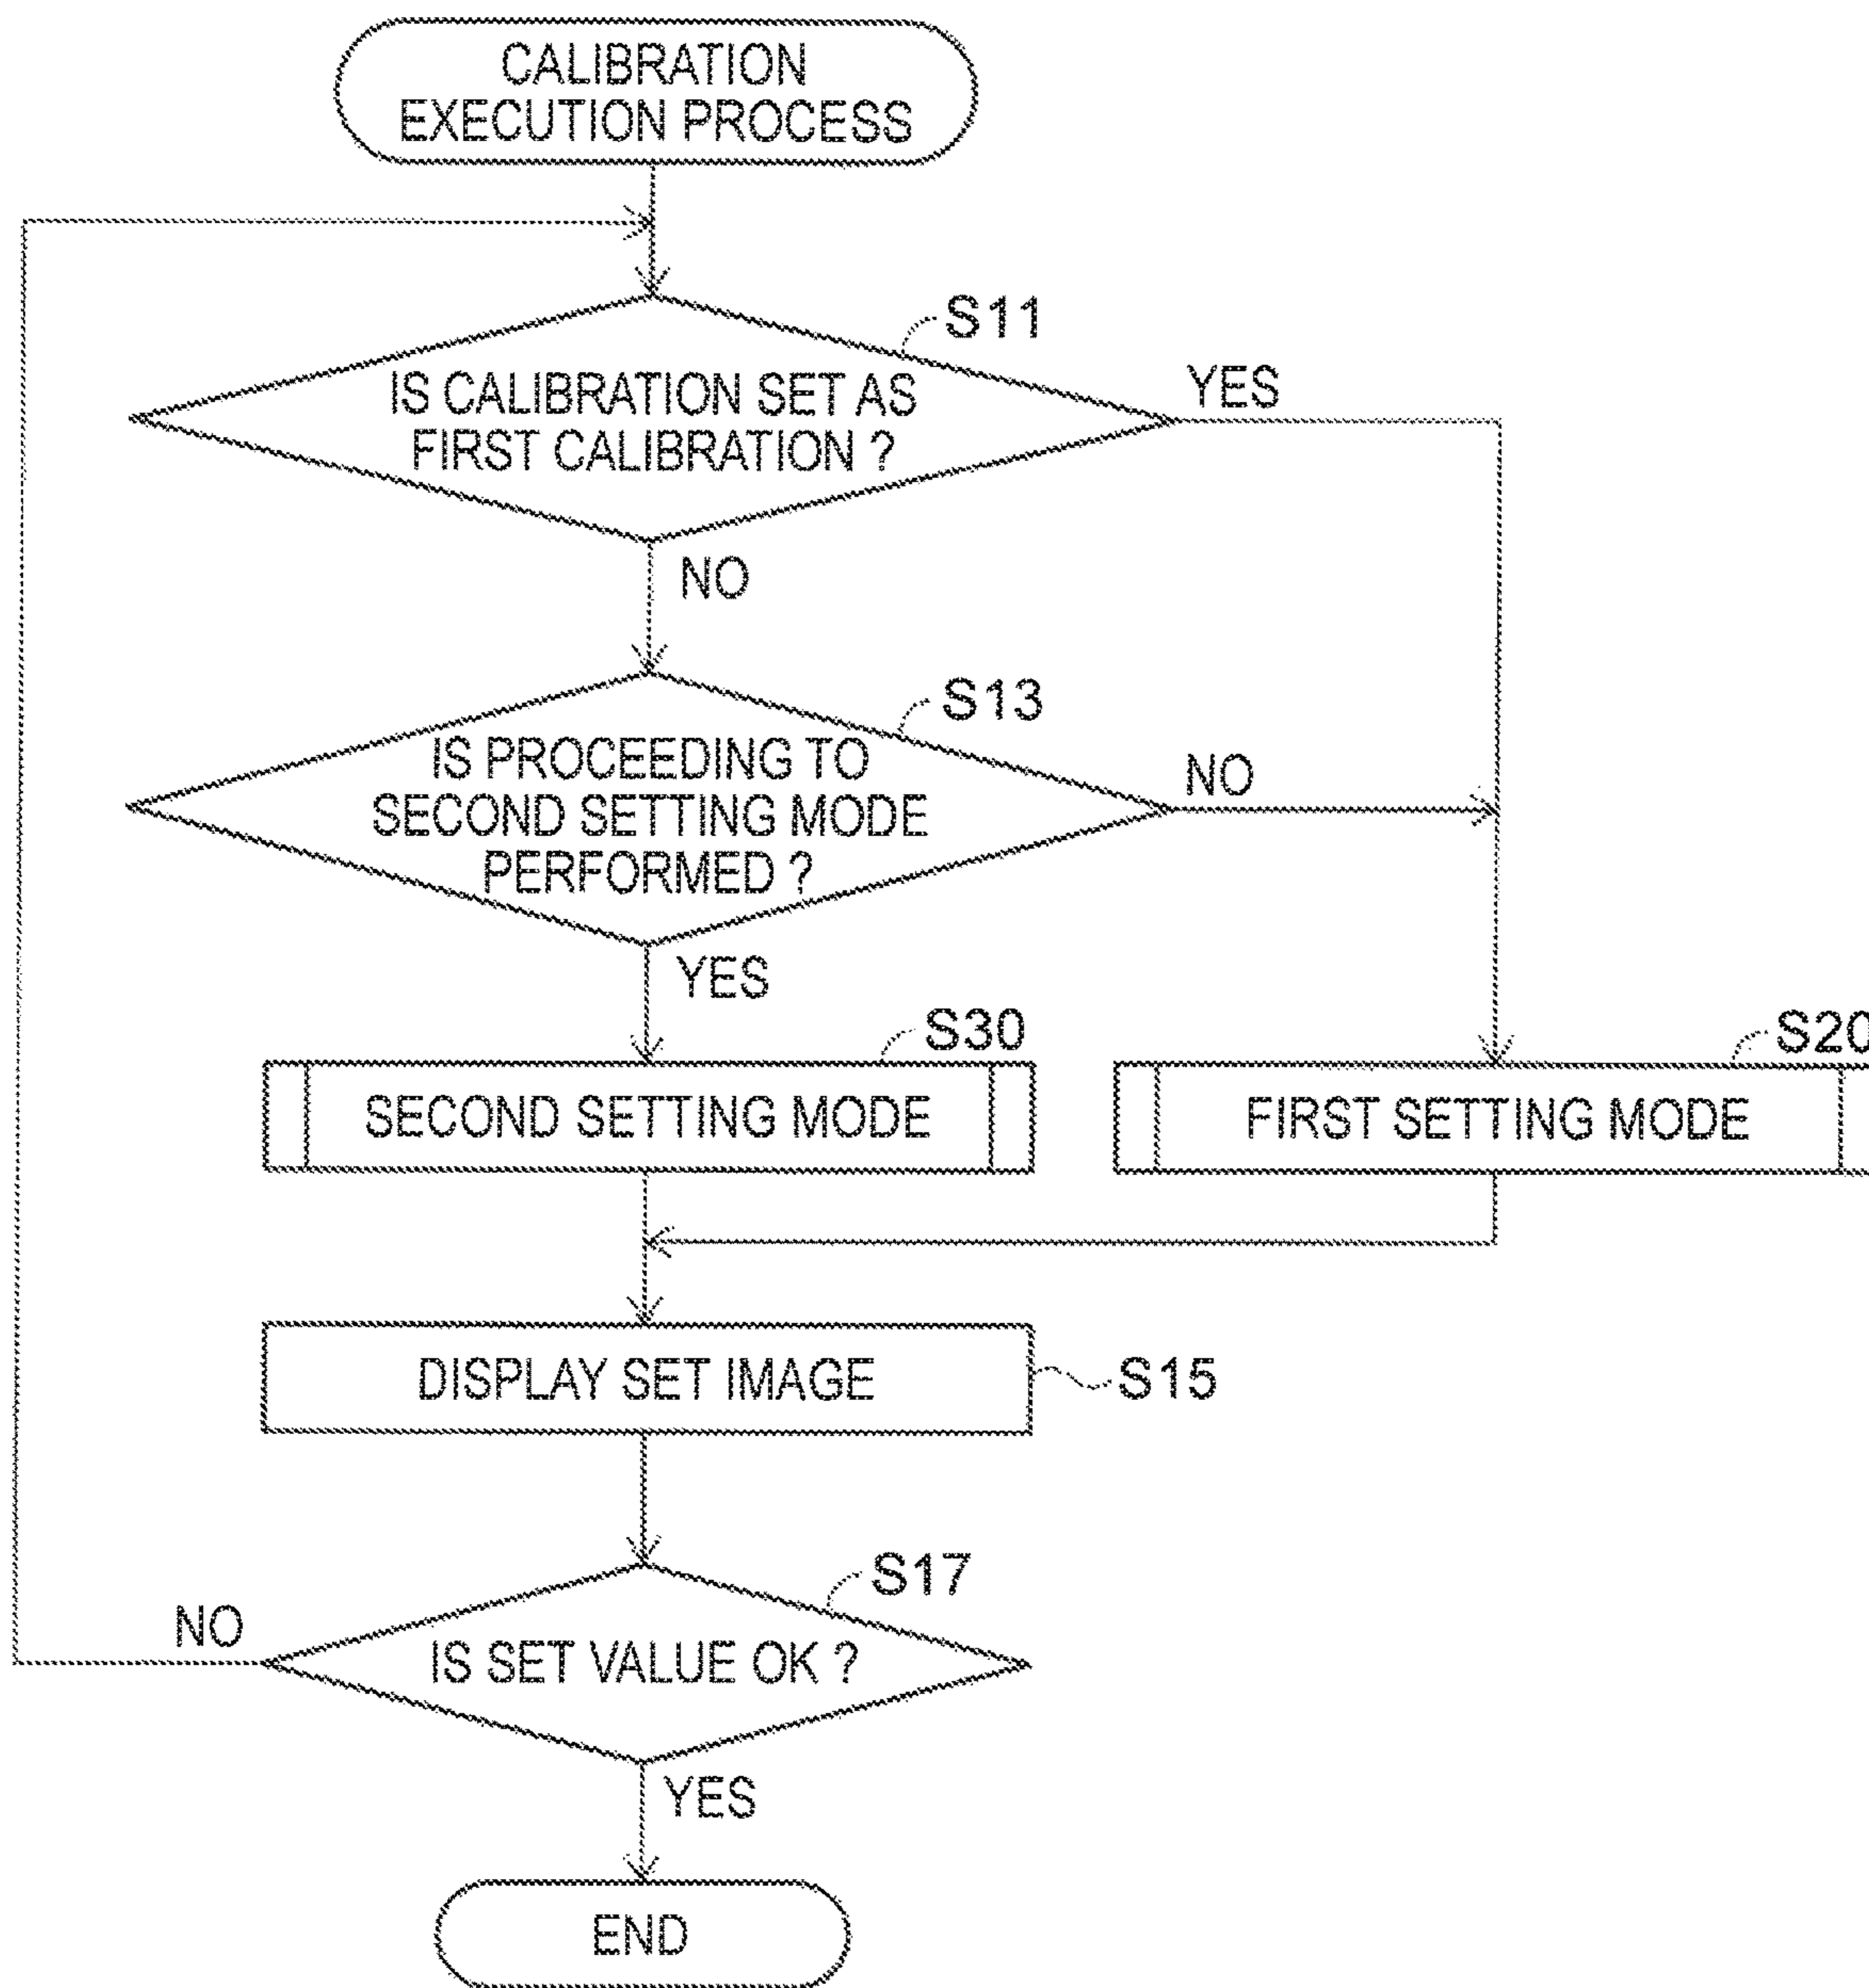 CALIBRATION
EXECUTION PROCESS
S11
IS CALIBRATION SET AS
FIRST CALIBRATION ?
YES
NO
S13
IS PROCEEDING TO
SECOND SETTING MODE
PERFORMED ?
NO
YES
S30
SECOND SETTING MODE
S20
FIRST SETTING MODE
DISPLAY SET IMAGE
S15
S17
IS SET VALUE OK ?
NO
YES
END